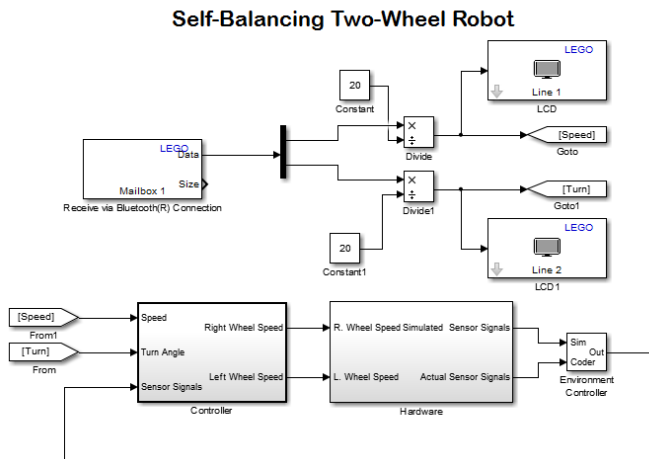 Self-Balancing Two-Wheel Robot
LEGO
Line 1
LCD
20
Constant
×
÷
Divide
[Speed]
Goto
LEGO
Data
Size
Mailbox 1
Receive via Bluetooth(R) Connection
×
÷
Divide1
[Turn]
Goto1
20
Constant1
LEGO
Line 2
LCD1
[Speed]
From1
[Turn]
From
Speed
Turn Angle
Sensor Signals
Right Wheel Speed
Left Wheel Speed
Controller
R. Wheel Speed
L. Wheel Speed
Simulated Sensor Signals
Actual Sensor Signals
Hardware
Sim
Coder
Out
Environment
Controller